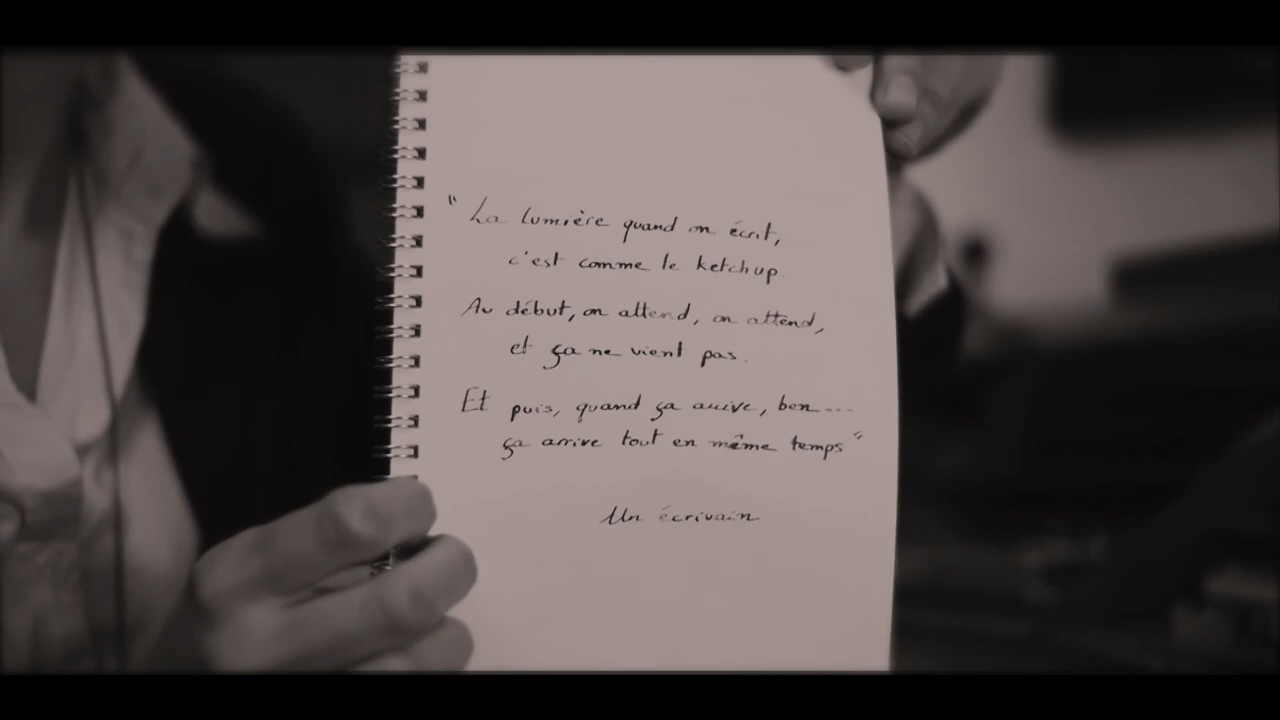 "La lumière quand on écrit,
c'est comme le ketchup
Au début, on attend, on attend,
et ça ne vient pas.
Et puis, quand ça arrive, ben....
ça arrive tout en même temps"
Un écrivain